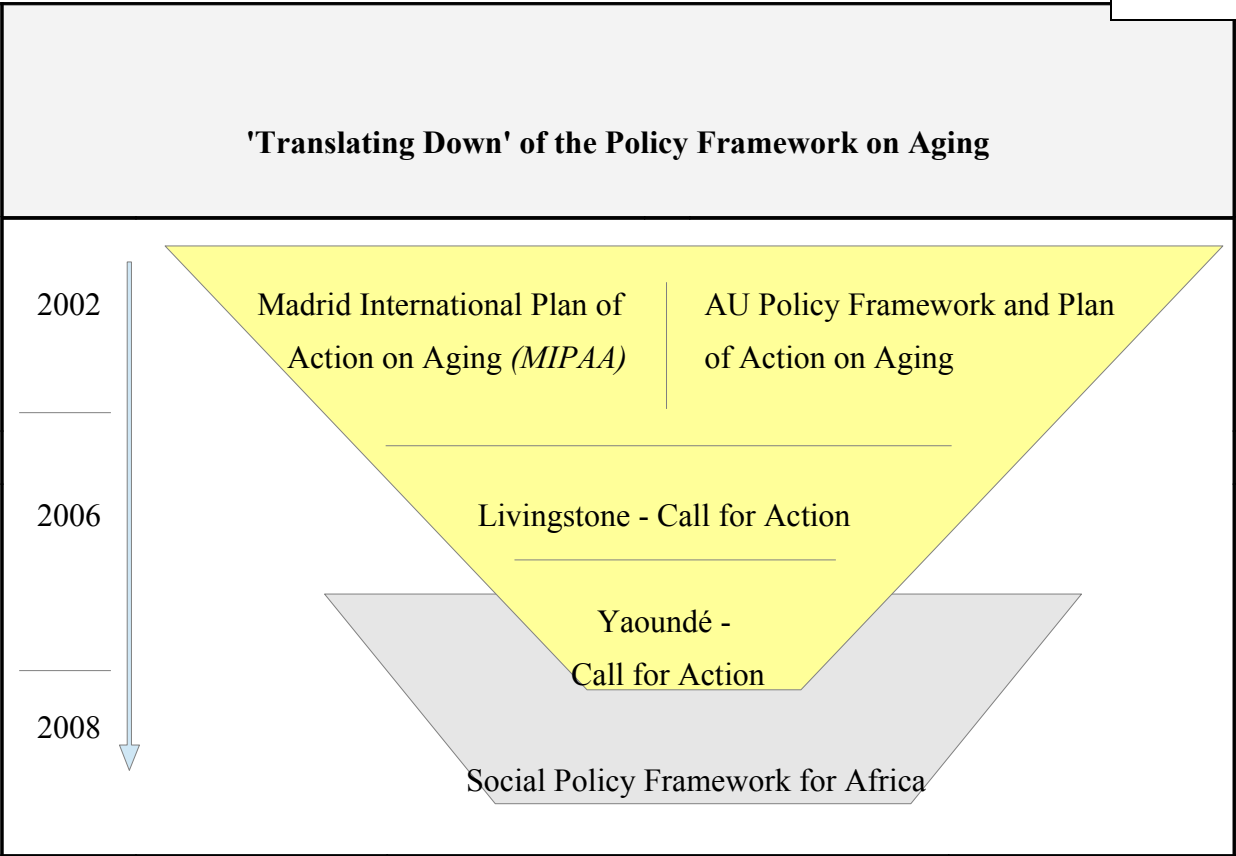 'Translating Down' of the Policy Framework on Aging
2002
Madrid International Plan of
Action on Aging (MIPAA)
AU Policy Framework and Plan
of Action on Aging
2006
Livingstone - Call for Action
Yaoundé -
Call for Action
2008
Social Policy Framework for Africa